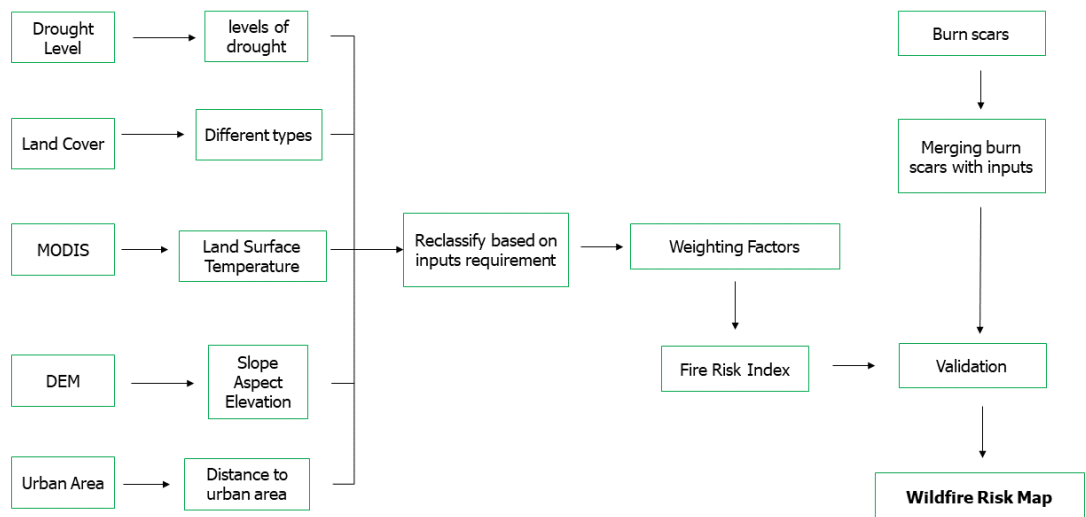 Drought
Level
levels of
drought
Burn scars
Land Cover
Different types
Merging burn
scars with inputs
MODIS
Land Surface
Temperature
Reclassify based on
inputs requirement
Weighting Factors
DEM
Slope
Aspect
Elevation
Fire Risk Index
Validation
Urban Area
Distance to
urban area
Wildfire Risk Map